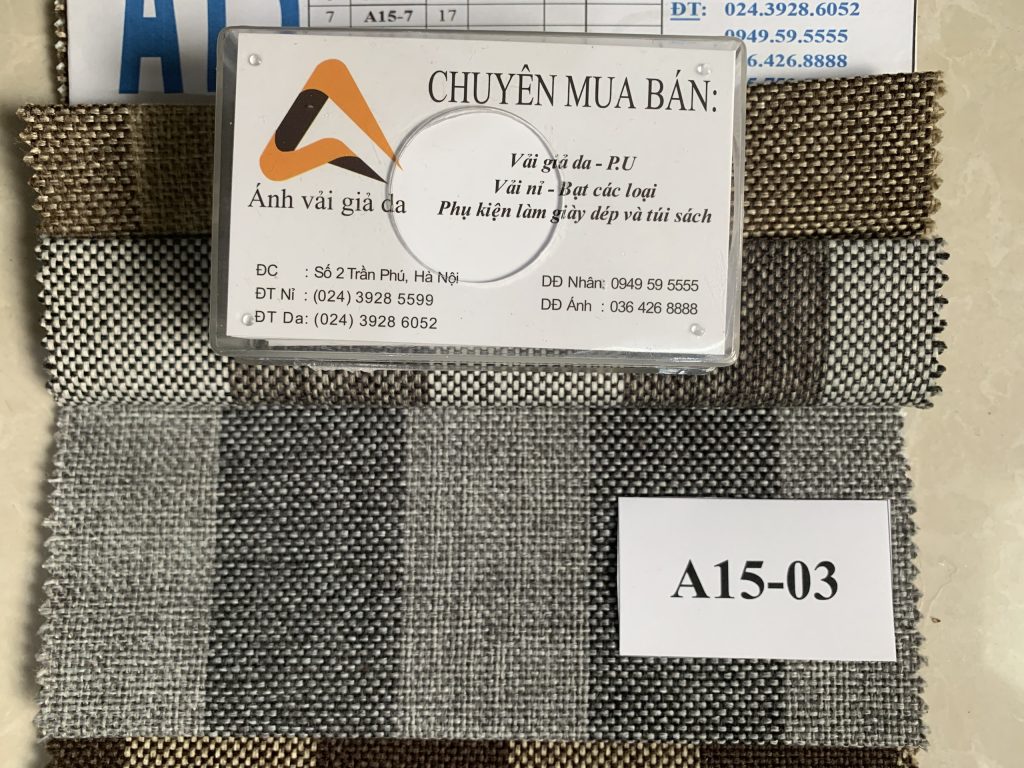 7 A15-7 17
ĐT: 024.3928.6052
0949.59.5555
426.8888
CHUYÊN MUA BÁN:
Vải giả da - P.U
Vải nỉ - Bạt các loại
Phụ kiện làm giày dép và túi sách
Ánh vải giả da
ĐC : Số 2 Trần Phú, Hà Nội
ĐT Nỉ : (024) 3928 5599
ĐT Da: (024) 3928 6052
DĐ Nhân: 0949 59 5555
DĐ Ánh : 036 426 8888
A15-03